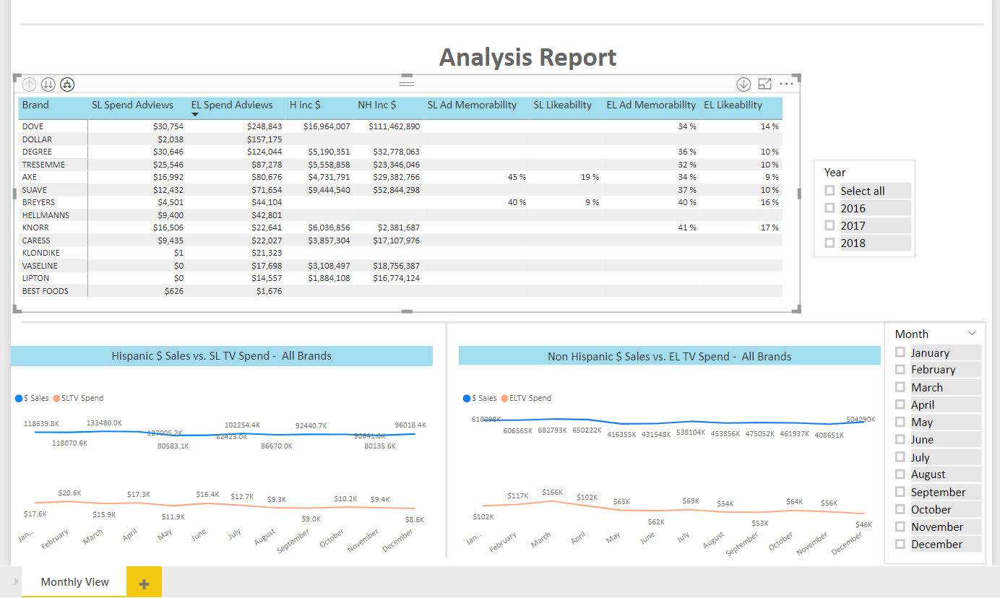 Analysis Report
Brand SL Spend Adviews EL Spend Adviews H inc $ NH Inc $ SL Ad Memorability SL Likeability EL Ad Memorability EL Likeability
DOVE $30,754 $248,843 $16,964,007 $111,462,890 34 % 14 %
DOLLAR $2,038 $157,175
DEGREE $30,646 $124,044 $5,190,351 $32,778,063 36 % 10 %
TRESEMME $25,546 $87,278 $5,558,858 $23,346,046 32 % 10 %
AXE $16,992 $80,676 $4,731,791 $29,382,766 45 % 19 % 34 % 9 %
SUAVE $12,432 $71,654 $9,444,540 $52,844,298 37 % 10 %
BREYERS $4,501 $44,104 40 % 9 % 40 % 16 %
HELLMANNS $9,400 $42,801
KNORR $16,506 $22,641 $6,036,856 $2,381,687 41 % 17 %
CARESS $9,435 $22,027 $3,857,304 $17,107,976
KLONDIKE $1 $21,323
VASELINE $0 $17,698 $3,108,497 $18,756,387
LIPTON $0 $14,557 $1,884,108 $16,774,124
BEST FOODS $626 $1,676
Year
Select all
2016
2017
2018
Hispanic $ Sales vs. SL TV Spend - All Brands
$ Sales SLTV Spend
118639.8K 133480.0K 127005.2K 102254.4K 92440.7K 90641.8K 96018.4K
118070.6K 80583.1K 82423.0K 86670.0K 80135.6K
$20.6K $17.3K $16.4K $12.7K $9.3K $10.2K $9.4K
$17.6K $15.9K $11.9K $9.0K $8.6K
Jan... February March April May June July August September October November December
Non Hispanic $ Sales vs. EL TV Spend - All Brands
$ Sales ELTV Spend
610098K 504290K
606565K 682793K 650222K 416355K 431548K 538104K 453856K 475052K 461937K 408651K
$117K $166K $102K $65K $69K $54K $64K $56K
$102K $62K $53K $46K
Jan... February March April May June July August September October November December
Month
January
February
March
April
May
June
July
August
September
October
November
December
Monthly View
+